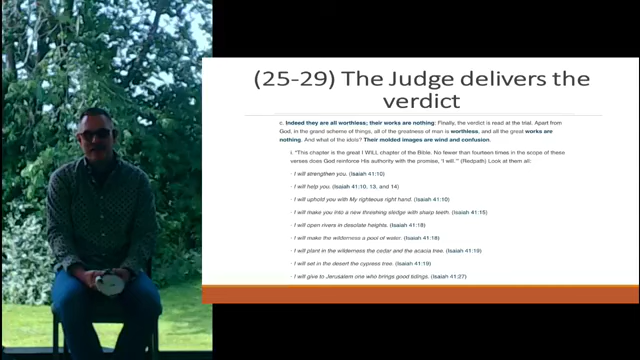 (25-29) The Judge delivers the
verdict
c. Indeed they are all worthless; their works are nothing: Finally, the verdict is read at the trial. Apart from
God, in the grand scheme of things, all of the greatness of man is worthless, and all the great works are
nothing. And what of the idols? Their molded images are wind and confusion.
i. "This chapter is the great I WILL chapter of the Bible. No fewer than fourteen times in the scope of these
verses does God reinforce His authority with the promise, 'I will.'" (Redpath) Look at them all:
· I will strengthen you. (Isaiah 41:10)
· I will help you. (Isaiah 41:10, 13, and 14)
· I will uphold you with My righteous right hand. (Isaiah 41:10)
· I will make you into a new threshing sledge with sharp teeth. (Isaiah 41:15)
· I will open rivers in desolate heights. (Isaiah 41:18)
· I will make the wilderness a pool of water. (Isaiah 41:18)
· I will plant in the wilderness the cedar and the acacia tree. (Isaiah 41:19)
· I will set in the desert the cypress tree. (Isaiah 41:19)
· I will give to Jerusalem one who brings good tidings. (Isaiah 41:27)